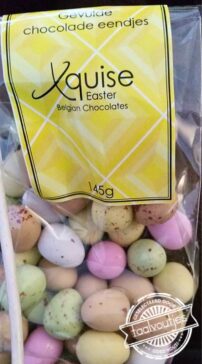 Gevulde
chocolade eendjes
Xquise
Easter
Belgian Chocolates
145g
taalvoutjes